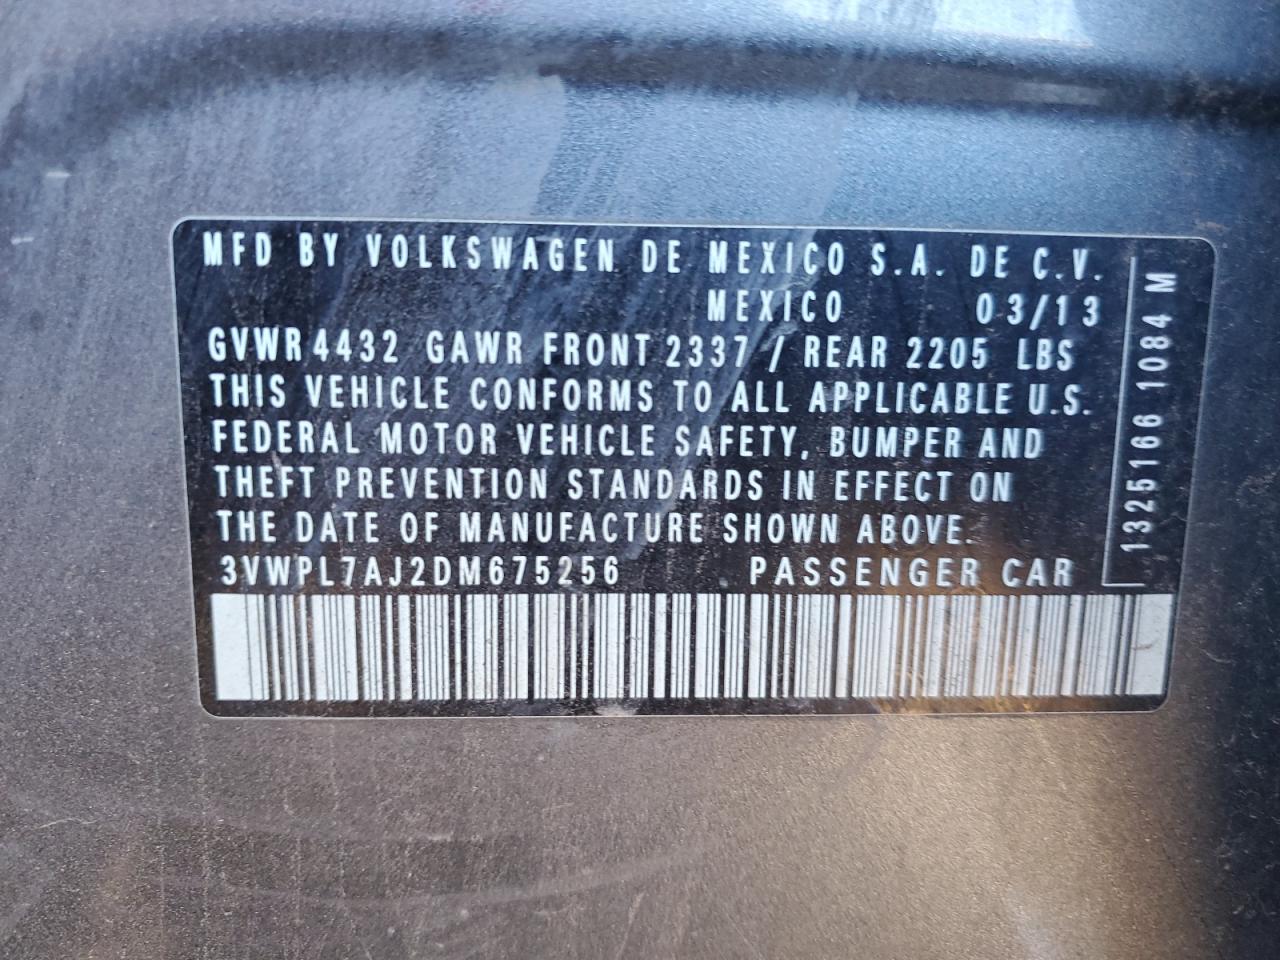 MFD BY VOLKSWAGEN DE MEXICO S.A. DE C.V.
MEXICO 03/13
GVWR 4432 GAWR FRONT 2337 / REAR 2205 LBS
THIS VEHICLE CONFORMS TO ALL APPLICABLE U.S.
FEDERAL MOTOR VEHICLE SAFETY, BUMPER AND
THEFT PREVENTION STANDARDS IN EFFECT ON
THE DATE OF MANUFACTURE SHOWN ABOVE.
3VWPL7AJ2DM675256 PASSENGER CAR
1325166 1084 M